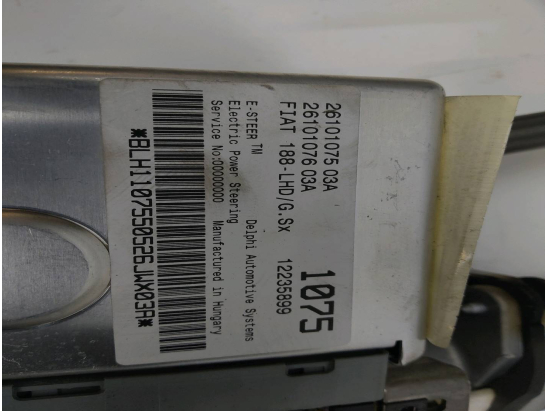 26101075 03A
26101076 03A
FIAT 188-LHD/G.Sx 12235899
1075
E-STEER TM Delphi Automotive Systems
Electric Power Steering
Service No:00000000 Manufactured in Hungary
*BLH1107550526JWX03A*